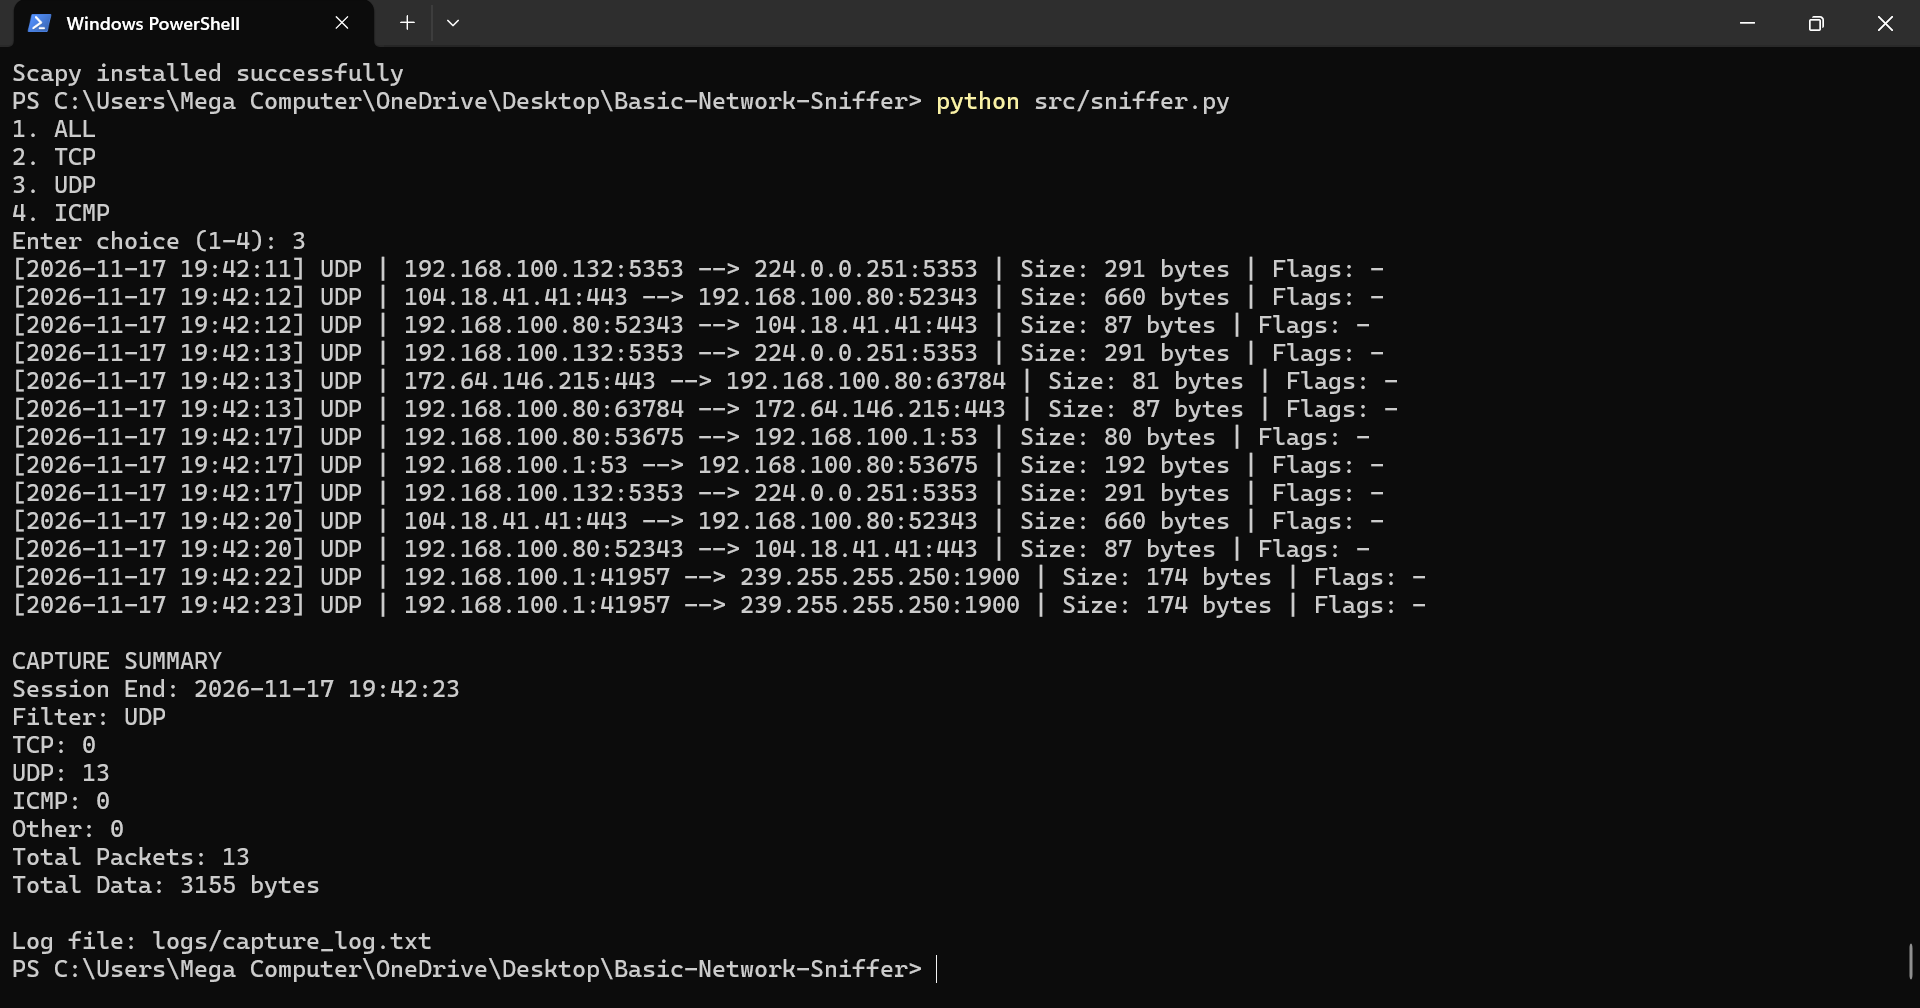 Windows PowerShell
Scapy installed successfully
PS C:\Users\Mega Computer\OneDrive\Desktop\Basic-Network-Sniffer> python src/sniffer.py
1. ALL
2. TCP
3. UDP
4. ICMP
Enter choice (1-4): 3
[2026-11-17 19:42:11] UDP | 192.168.100.132:5353 --> 224.0.0.251:5353 | Size: 291 bytes | Flags: -
[2026-11-17 19:42:12] UDP | 104.18.41.41:443 --> 192.168.100.80:52343 | Size: 660 bytes | Flags: -
[2026-11-17 19:42:12] UDP | 192.168.100.80:52343 --> 104.18.41.41:443 | Size: 87 bytes | Flags: -
[2026-11-17 19:42:13] UDP | 192.168.100.132:5353 --> 224.0.0.251:5353 | Size: 291 bytes | Flags: -
[2026-11-17 19:42:13] UDP | 172.64.146.215:443 --> 192.168.100.80:63784 | Size: 81 bytes | Flags: -
[2026-11-17 19:42:13] UDP | 192.168.100.80:63784 --> 172.64.146.215:443 | Size: 87 bytes | Flags: -
[2026-11-17 19:42:17] UDP | 192.168.100.80:53675 --> 192.168.100.1:53 | Size: 80 bytes | Flags: -
[2026-11-17 19:42:17] UDP | 192.168.100.1:53 --> 192.168.100.80:53675 | Size: 192 bytes | Flags: -
[2026-11-17 19:42:17] UDP | 192.168.100.132:5353 --> 224.0.0.251:5353 | Size: 291 bytes | Flags: -
[2026-11-17 19:42:20] UDP | 104.18.41.41:443 --> 192.168.100.80:52343 | Size: 660 bytes | Flags: -
[2026-11-17 19:42:20] UDP | 192.168.100.80:52343 --> 104.18.41.41:443 | Size: 87 bytes | Flags: -
[2026-11-17 19:42:22] UDP | 192.168.100.1:41957 --> 239.255.255.250:1900 | Size: 174 bytes | Flags: -
[2026-11-17 19:42:23] UDP | 192.168.100.1:41957 --> 239.255.255.250:1900 | Size: 174 bytes | Flags: -
CAPTURE SUMMARY
Session End: 2026-11-17 19:42:23
Filter: UDP
TCP: 0
UDP: 13
ICMP: 0
Other: 0
Total Packets: 13
Total Data: 3155 bytes
Log file: logs/capture_log.txt
PS C:\Users\Mega Computer\OneDrive\Desktop\Basic-Network-Sniffer>